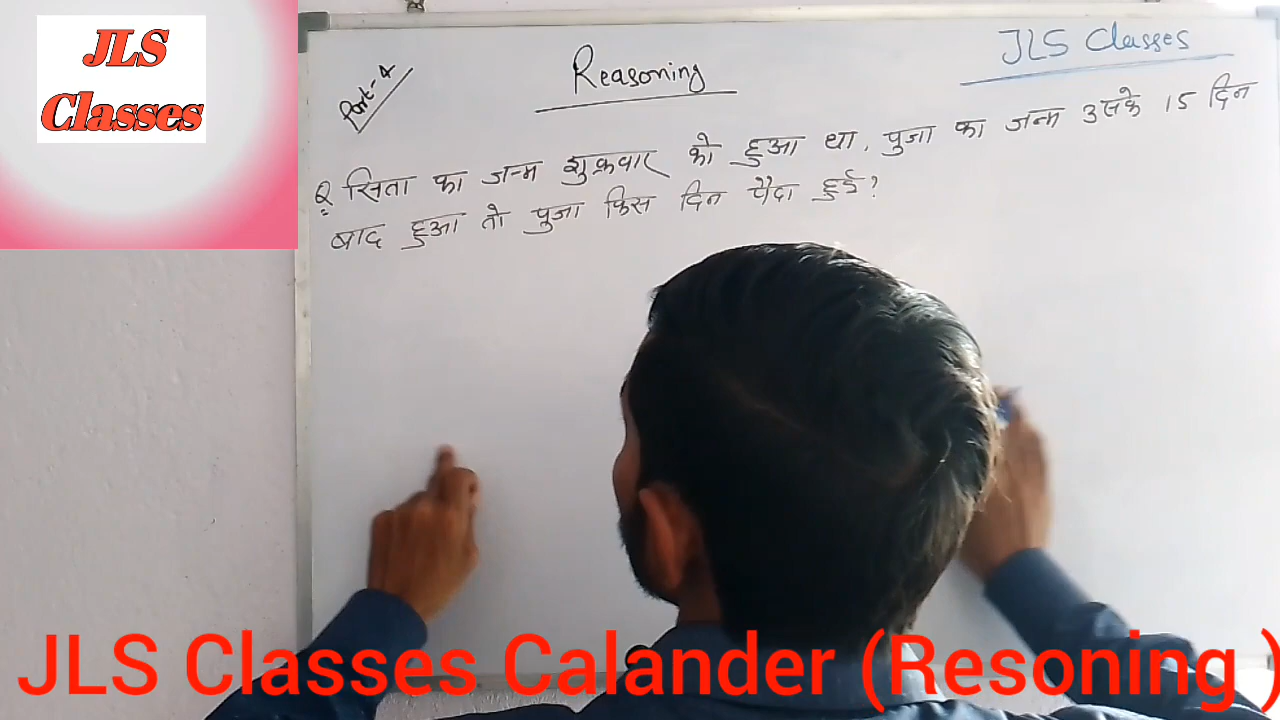 JLS
Classes
Part-4
Reasoning
JLS Classes
Q सिता का जन्म शुक्रवार को हुआ था, पुजा का जन्म उसके 15 दिन
बाद हुआ तो पुजा किस दिन पैदा हुई?
JLS Classes Calander (Resoning )